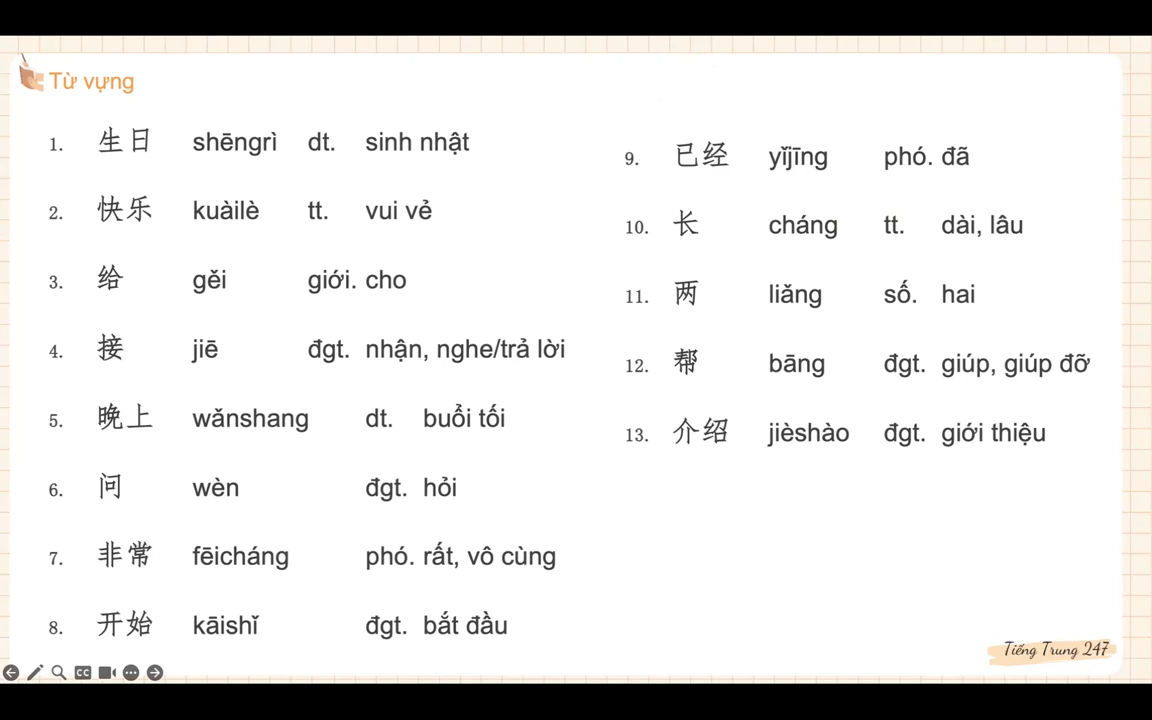 Từ vựng
1. 生日 shēngrì dt. sinh nhật
2. 快乐 kuàilè tt. vui vẻ
3. 给 gěi giới. cho
4. 接 jiē đgt. nhận, nghe/trả lời
5. 晚上 wǎnshang dt. buổi tối
6. 问 wèn đgt. hỏi
7. 非常 fēicháng phó. rất, vô cùng
8. 开始 kāishǐ đgt. bắt đầu
9. 已经 yǐjīng phó. đã
10. 长 cháng tt. dài, lâu
11. 两 liǎng số. hai
12. 帮 bāng đgt. giúp, giúp đỡ
13. 介绍 jièshào đgt. giới thiệu
Tiếng Trung 247
CC